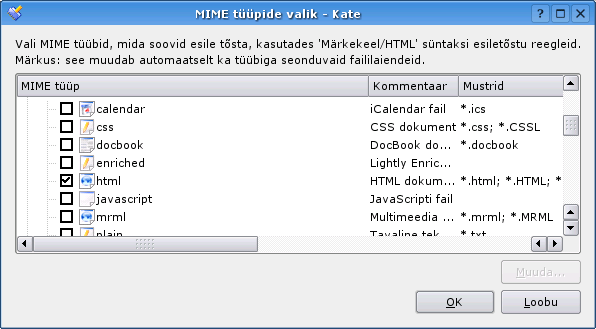 MIME tüüpide valik - Kate
Vali MIME tüübid, mida soovid esile tõsta, kasutades 'Märkekeel/HTML' süntaksi esiletõstu reegleid.
Märkus: see muudab automaatselt ka tüübiga seonduvaid faililaiendeid.
MIME tüüp Kommentaar Mustrid
calendar iCalendar fail *.ics
css CSS dokument *.css; *.CSSL
docbook DocBook do... *.docbook
enriched Lightly Enric...
html HTML dokum... *.html; *.HTML; *
javascript JavaScripti fail
mrml Multimeedia ... *.mrml; *.MRML
plain Tavaline tek... *.txt
Muuda...
OK Loobu